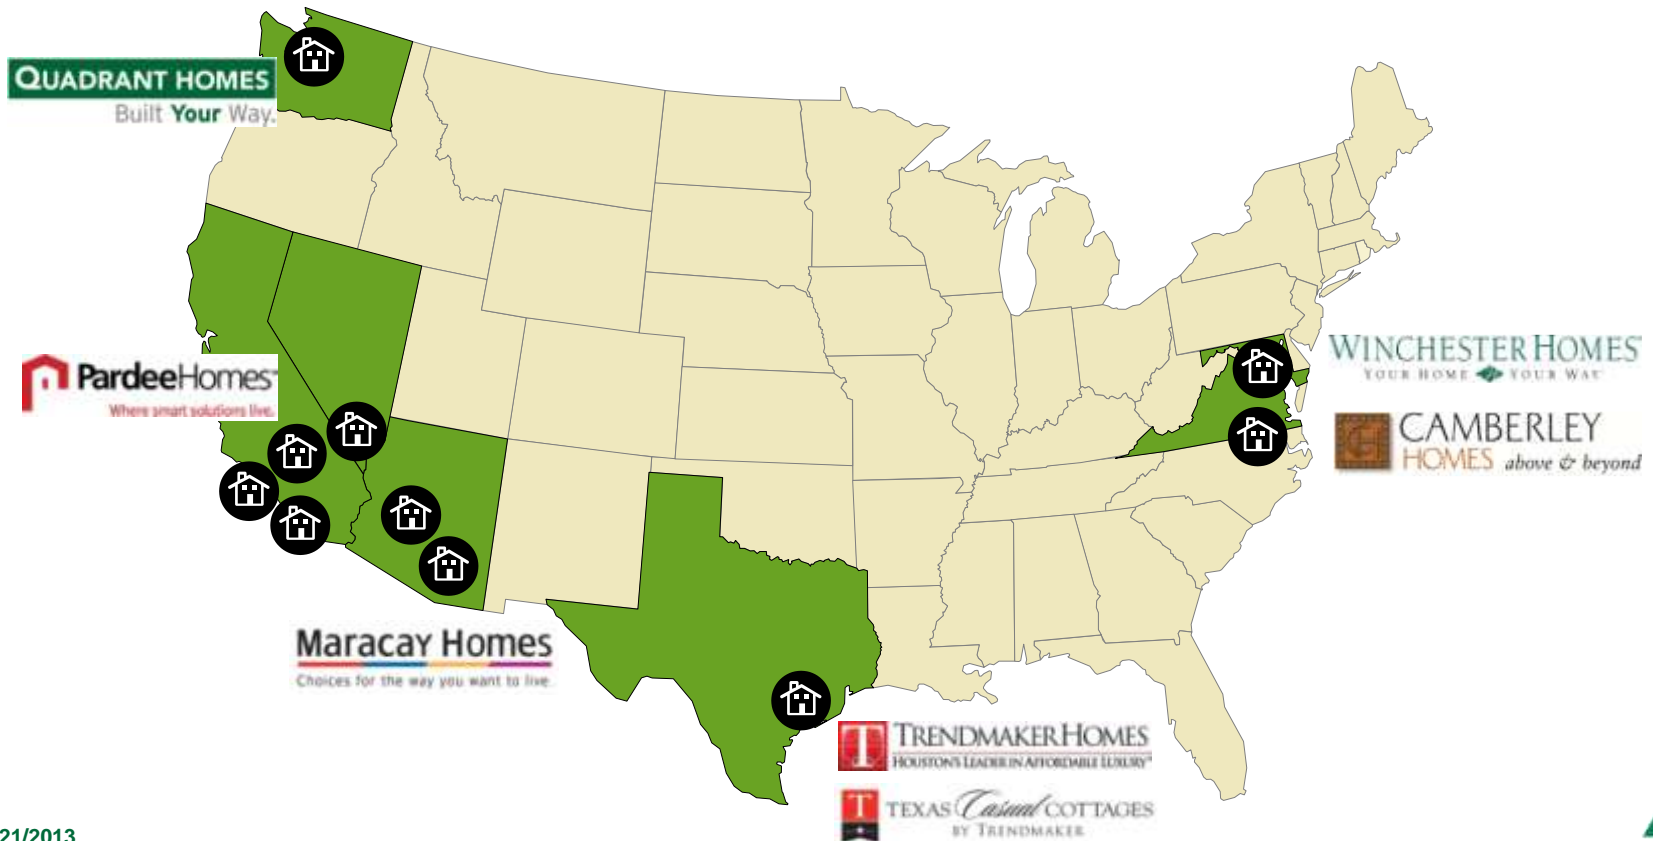 QUADRANT HOMES
Built Your Way.
PardeeHomes
Where smart solutions live.
WINCHESTER HOMES
YOUR HOME YOUR WAY
CAMBERLEY
HOMES above & beyond
Maracay Homes
Choices for the way you want to live
TRENDMAKER HOMES
HOUSTON'S LEADER IN AFFORDABLE LUXURY
TEXAS Casual COTTAGES
BY TRENDMAKER
21/2013